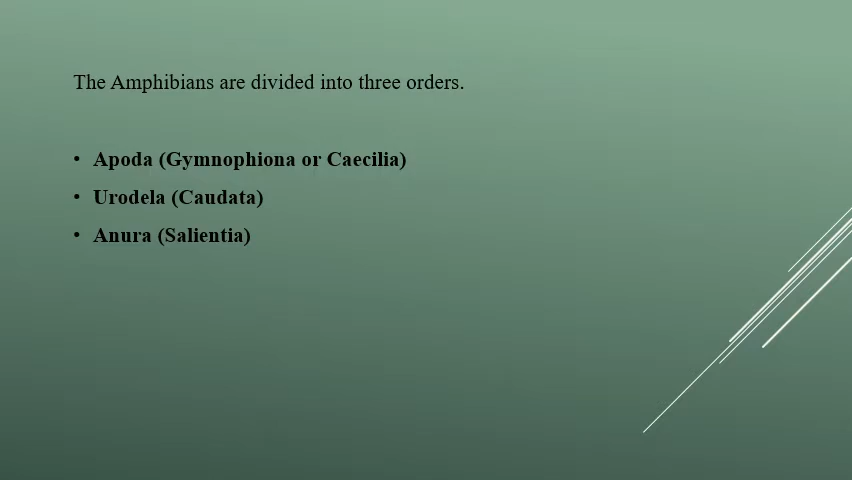 The Amphibians are divided into three orders.
• Apoda (Gymnophiona or Caecilia)
• Urodela (Caudata)
• Anura (Salientia)